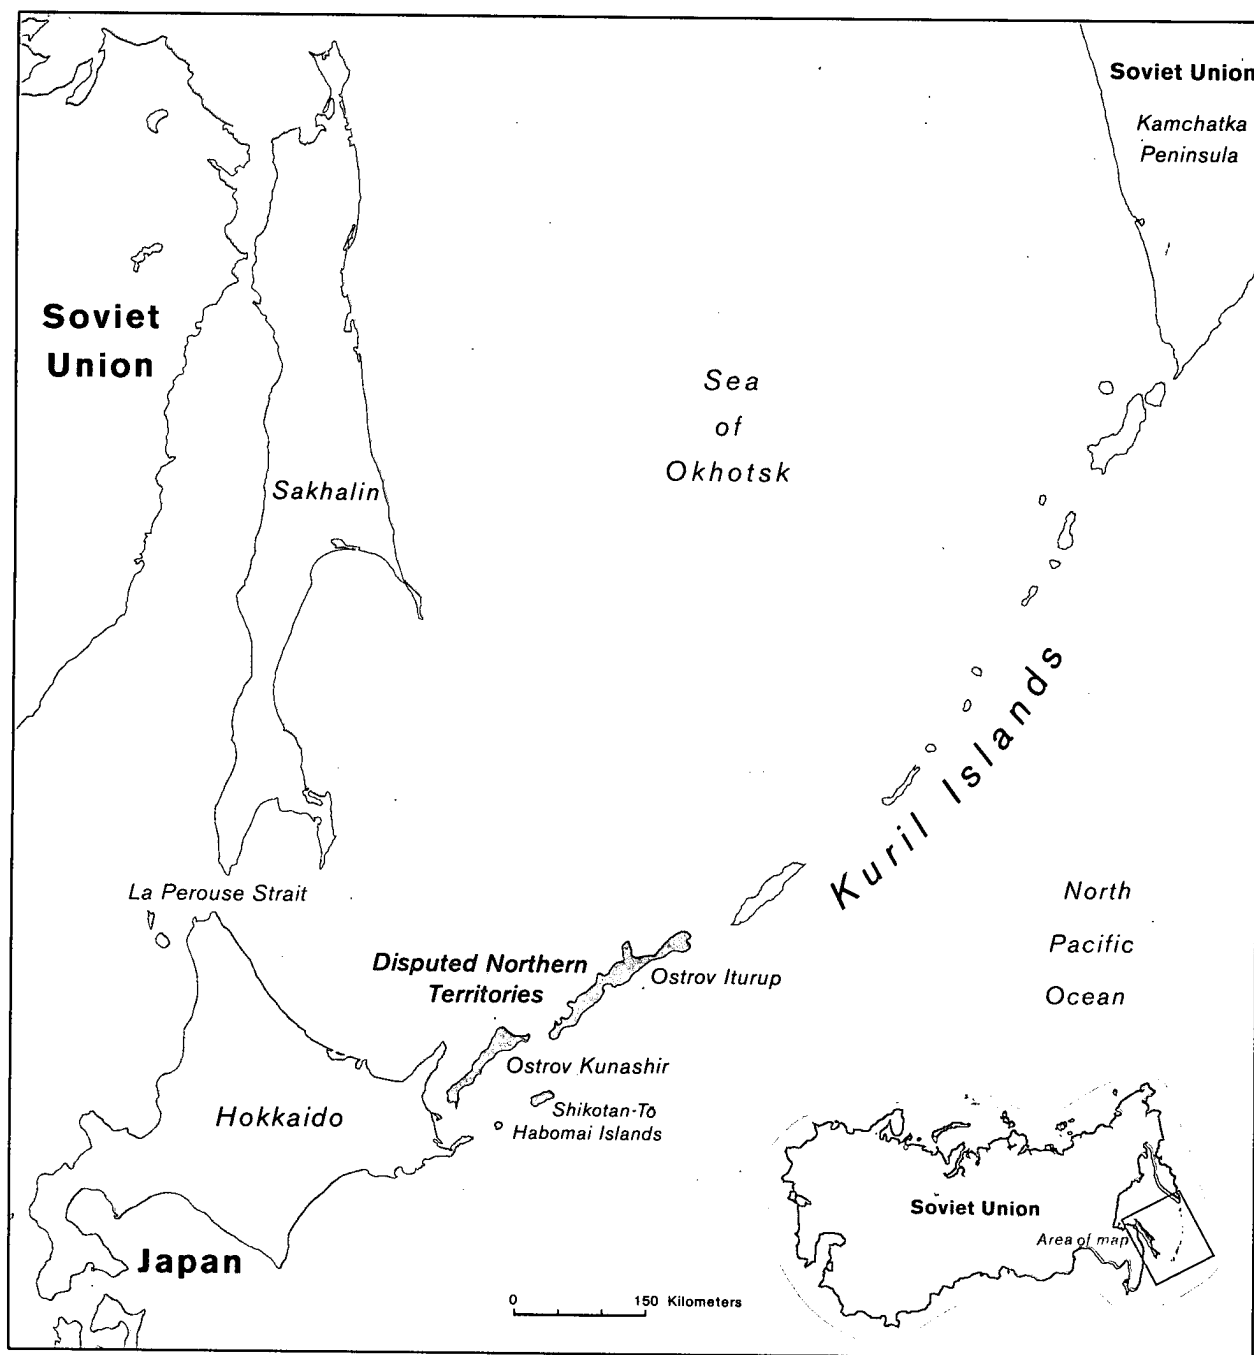 Soviet Union
Kamchatka
Peninsula
Soviet
Union
Sea
of
Okhotsk
Sakhalin
Kuril Islands
La Perouse Strait
North
Pacific
Ocean
Disputed Northern
Territories
Ostrov Iturup
Ostrov Kunashir
Shikotan-Tō
Habomai Islands
Hokkaido
Japan
Soviet Union
Area of map
0 150 Kilometers